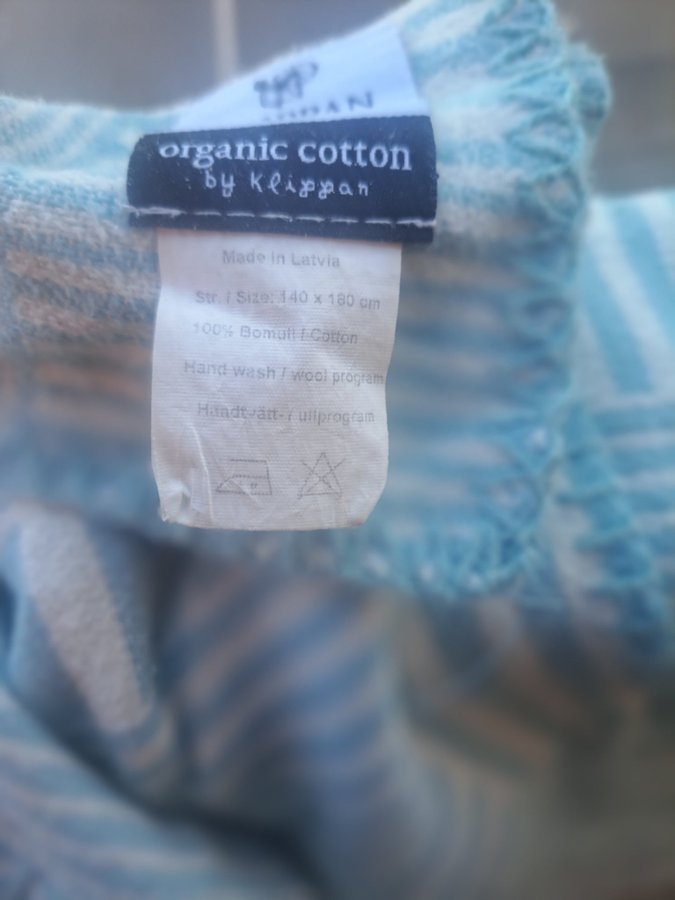 organic cotton
by Klippan
Made in Latvia
Str. / Size: 140 x 180 cm
100% Bomull / Cotton
Hand wash / wool program
Handtvätt- / ullprogram